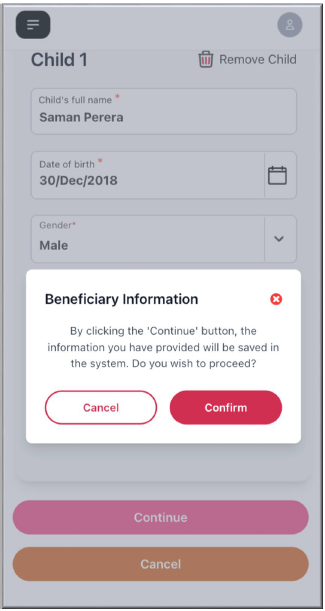 Child 1
Remove Child
Child's full name *
Saman Perera
Date of birth *
30/Dec/2018
Gender*
Male
Beneficiary Information
By clicking the 'Continue' button, the
information you have provided will be saved in
the system. Do you wish to proceed?
Cancel
Confirm
Continue
Cancel